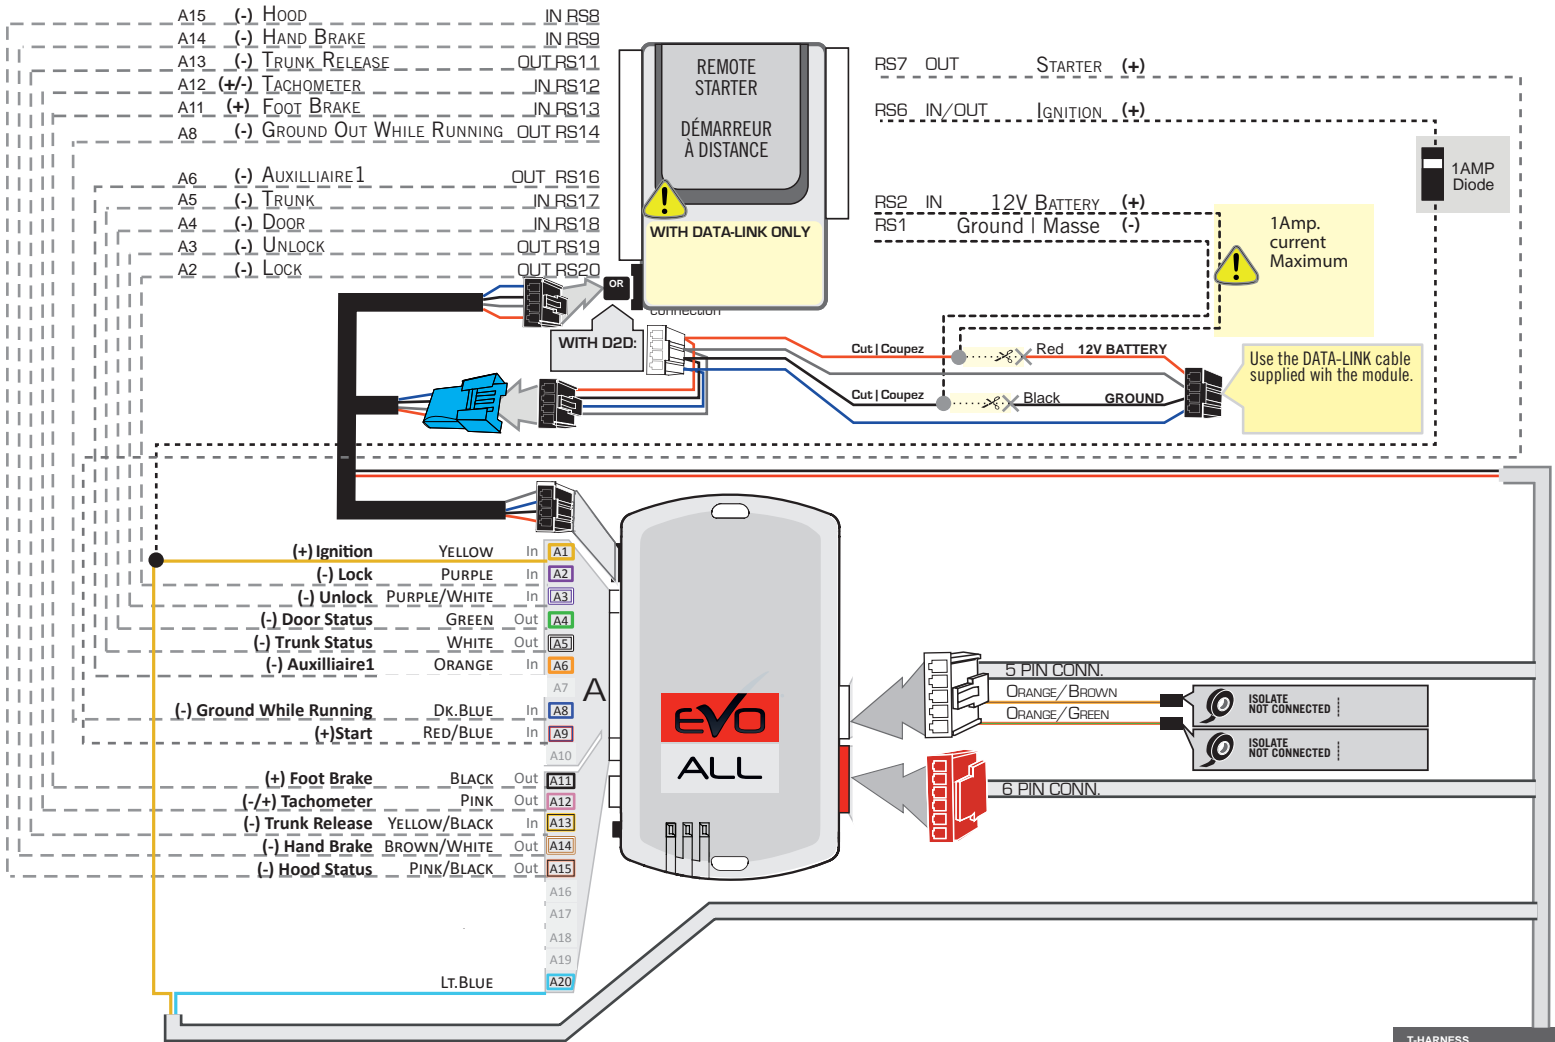 A15 (-) Hood IN RS8
A14 (-) Hand Brake IN RS9
A13 (-) Trunk Release OUT RS11
A12 (+/-) Tachometer IN RS12
A11 (+) Foot Brake IN RS13
A8 (-) Ground Out While Running OUT RS14
A6 (-) Auxilliaire1 OUT RS16
A5 (-) Trunk IN RS17
A4 (-) Door IN RS18
A3 (-) Unlock OUT RS19
A2 (-) Lock OUT RS20
REMOTE
STARTER
DÉMARREUR
À DISTANCE
WITH DATA-LINK ONLY
RS7 OUT Starter (+)
RS6 IN/OUT Ignition (+)
1AMP
Diode
RS2 IN 12V Battery (+)
RS1 Ground | Masse (-)
1Amp.
current
Maximum
OR
connection
WITH D2D:
Cut | Coupez Red 12V BATTERY
Cut | Coupez Black GROUND
Use the DATA-LINK cable
supplied wih the module.
(+) Ignition Yellow In A1
(-) Lock Purple In A2
(-) Unlock Purple/White In A3
(-) Door Status Green Out A4
(-) Trunk Status White Out A5
(-) Auxilliaire1 Orange In A6
A7
A
(-) Ground While Running Dk.Blue In A8
(+)Start Red/Blue In A9
A10
(+) Foot Brake Black Out A11
(-/+) Tachometer Pink Out A12
(-) Trunk Release Yellow/Black In A13
(-) Hand Brake Brown/White Out A14
(-) Hood Status Pink/Black Out A15
A16
A17
A18
A19
Lt.Blue A20
EVO
ALL
5 PIN CONN.
Orange/Brown
Orange/Green
ISOLATE
NOT CONNECTED
ISOLATE
NOT CONNECTED
6 PIN CONN.
T-HARNESS